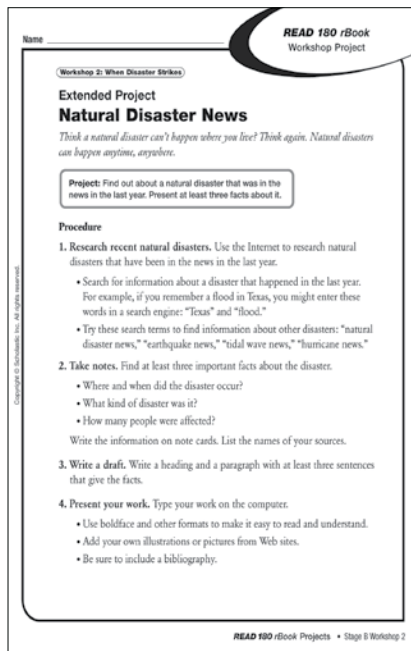 READ 180 rBook
Workshop Project
Name
Workshop 2: When Disaster Strikes
Extended Project
Natural Disaster News
Think a natural disaster can't happen where you live? Think again. Natural disasters
can happen anytime, anywhere.
Project: Find out about a natural disaster that was in the
news in the last year. Present at least three facts about it.
Procedure
1. Research recent natural disasters. Use the Internet to research natural
disasters that have been in the news in the last year.
• Search for information about a disaster that happened in the last year.
For example, if you remember a flood in Texas, you might enter these
words in a search engine: "Texas" and "flood."
• Try these search terms to find information about other disasters: "natural
disaster news," "earthquake news," "tidal wave news," "hurricane news."
2. Take notes. Find at least three important facts about the disaster.
• Where and when did the disaster occur?
• What kind of disaster was it?
• How many people were affected?
Write the information on note cards. List the names of your sources.
3. Write a draft. Write a heading and a paragraph with at least three sentences
that give the facts.
4. Present your work. Type your work on the computer.
• Use boldface and other formats to make it easy to read and understand.
• Add your own illustrations or pictures from Web sites.
• Be sure to include a bibliography.
Copyright © Scholastic Inc. All rights reserved.
READ 180 rBook Projects • Stage B Workshop 2